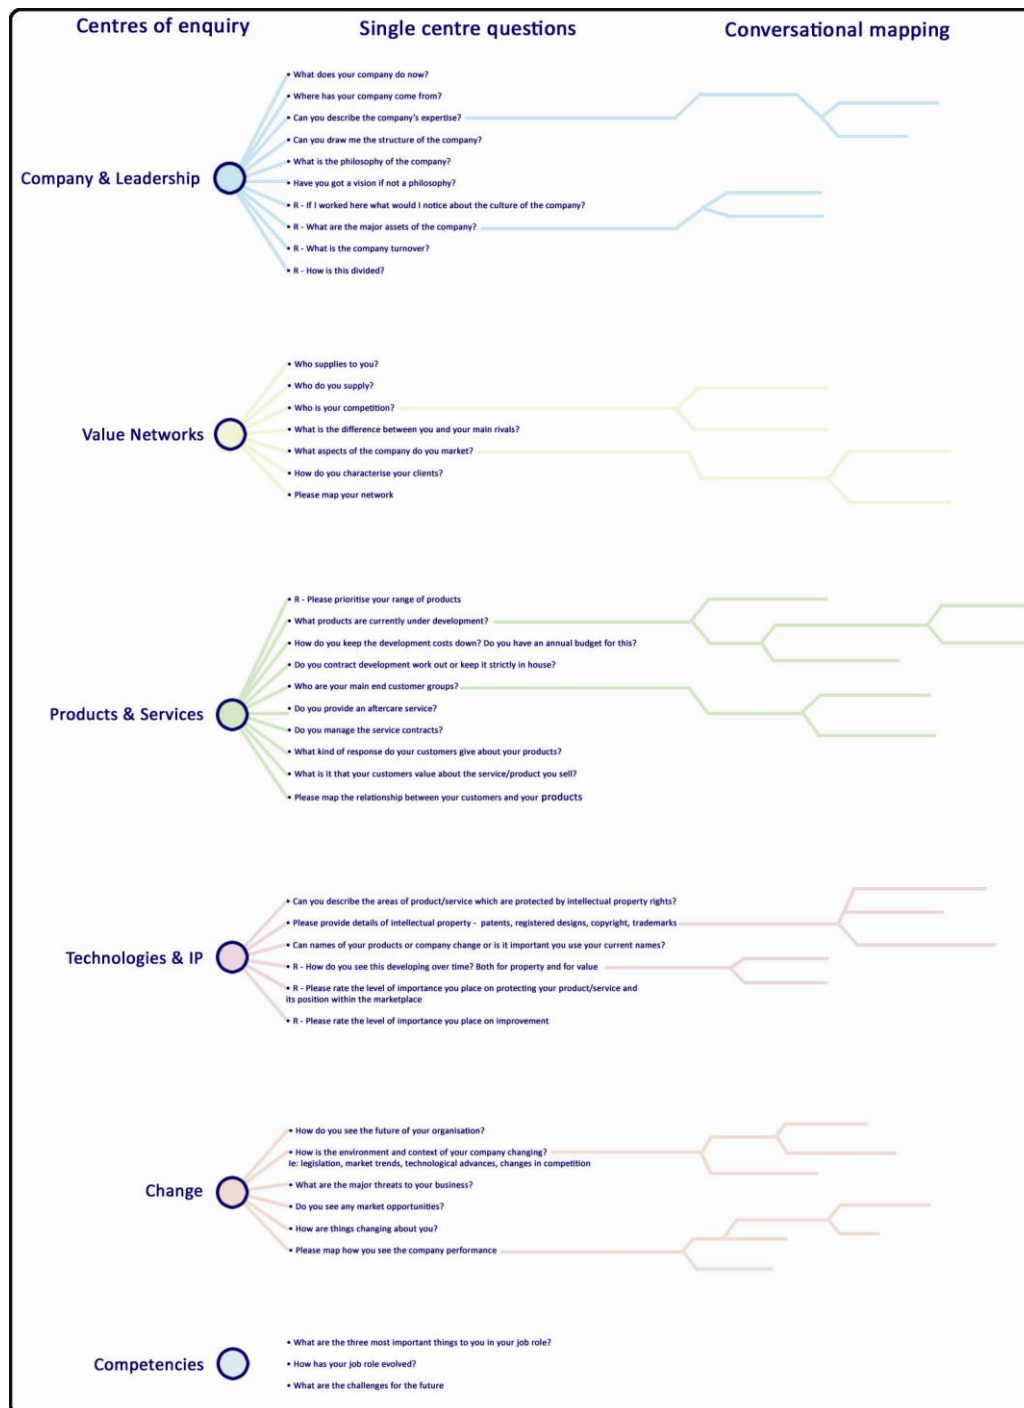 Centres of enquiry
Single centre questions
Conversational mapping
Company & Leadership
• What does your company do now?
• Where has your company come from?
• Can you describe the company's expertise?
• Can you draw me the structure of the company?
• What is the philosophy of the company?
• Have you got a vision if not a philosophy?
• R - If I worked here what would I notice about the culture of the company?
• R - What are the major assets of the company?
• R - What is the company turnover?
• R - How is this divided?
Value Networks
• Who supplies to you?
• Who do you supply?
• Who is your competition?
• What is the difference between you and your main rivals?
• What aspects of the company do you market?
• How do you characterise your clients?
• Please map your network
Products & Services
• R - Please prioritise your range of products
• What products are currently under development?
• How do you keep the development costs down? Do you have an annual budget for this?
• Do you contract development work out or keep it strictly in house?
• Who are your main end customer groups?
• Do you provide an aftercare service?
• Do you manage the service contracts?
• What kind of response do your customers give about your products?
• What is it that your customers value about the service/product you sell?
• Please map the relationship between your customers and your products
Technologies & IP
• Can you describe the areas of product/service which are protected by intellectual property rights?
• Please provide details of intellectual property - patents, registered designs, copyright, trademarks
• Can names of your products or company change or is it important you use your current names?
• R - How do you see this developing over time? Both for property and for value
• R - Please rate the level of importance you place on protecting your product/service and
its position within the marketplace
• R - Please rate the level of importance you place on improvement
Change
• How do you see the future of your organisation?
• How is the environment and context of your company changing?
Ie: legislation, market trends, technological advances, changes in competition
• What are the major threats to your business?
• Do you see any market opportunities?
• How are things changing about you?
• Please map how you see the company performance
Competencies
• What are the three most important things to you in your job role?
• How has your job role evolved?
• What are the challenges for the future